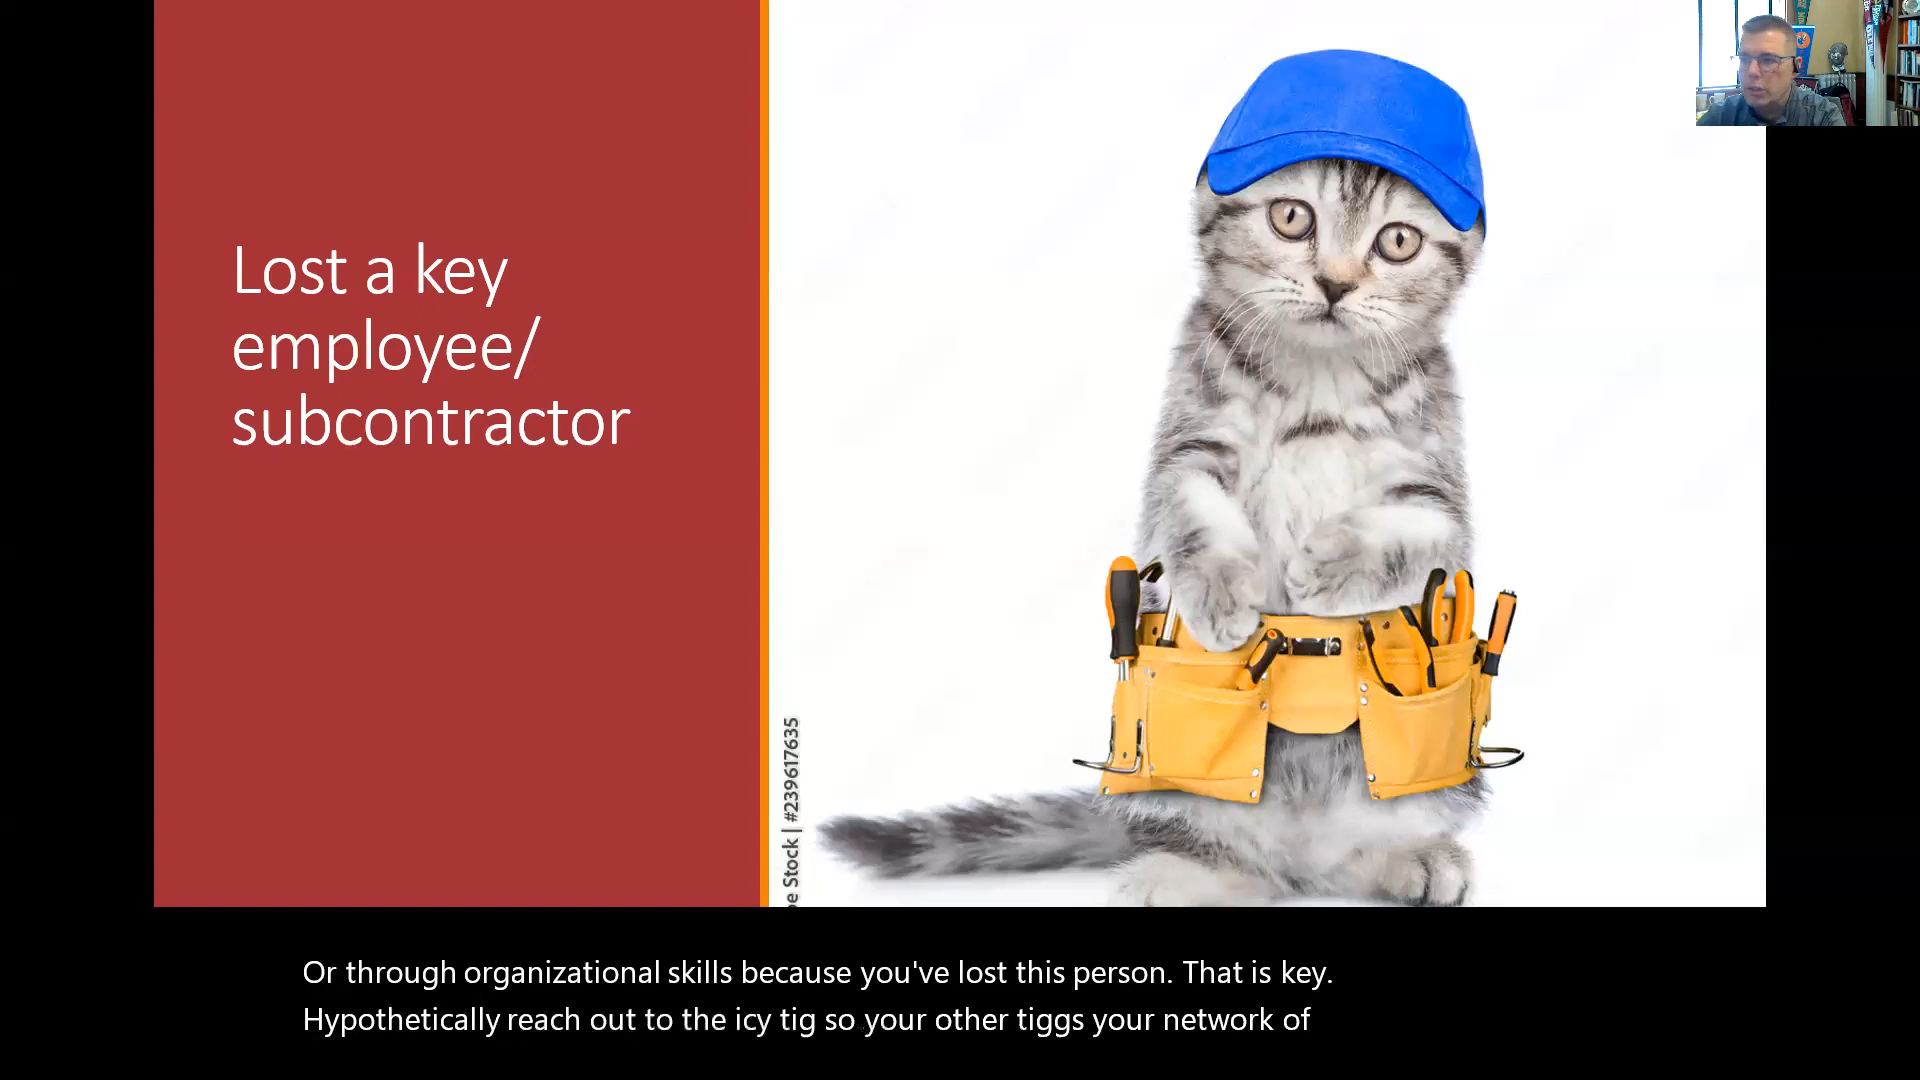 Lost a key
employee/
subcontractor
be Stock | #239617635
Or through organizational skills because you've lost this person. That is key.
Hypothetically reach out to the icy tig so your other tiggs your network of